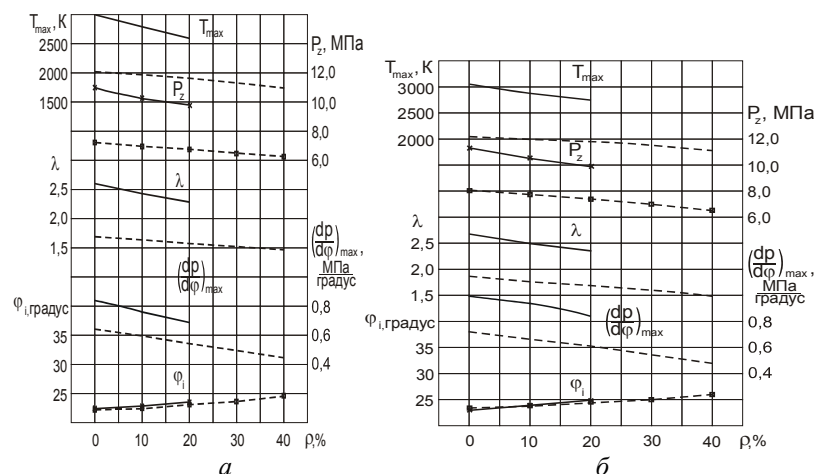 T_max, К
2500
2000
1500
T_max
P_z, МПа
12,0
10,0
8,0
6,0
P_z
λ
2,5
2,0
1,5
λ
(dp/dφ)_max,
МПа/градус
(dp/dφ)_max
0,8
0,6
0,4
φ_i,градус
35
30
25
φ_i
0 10 20 30 40 ρ,%
а
T_max, К
3000
2000
T_max
P_z, МПа
12,0
10,0
8,0
6,0
P_z
λ
2,5
2,0
1,5
λ
(dp/dφ)_max,
МПа/градус
(dp/dφ)_max
0,8
0,6
0,4
φ_i,градус
35
30
25
φ_i
0 10 20 30 40 ρ,%
б